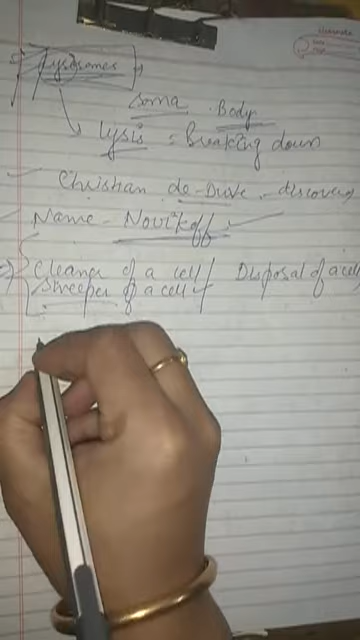 Lysosomes
Soma Body
Lysis = Breaking down
Christian de-Duve - discovery
Name - Novikoff
Cleaner of a cell / Disposal of a cell
Sweeper of a cell